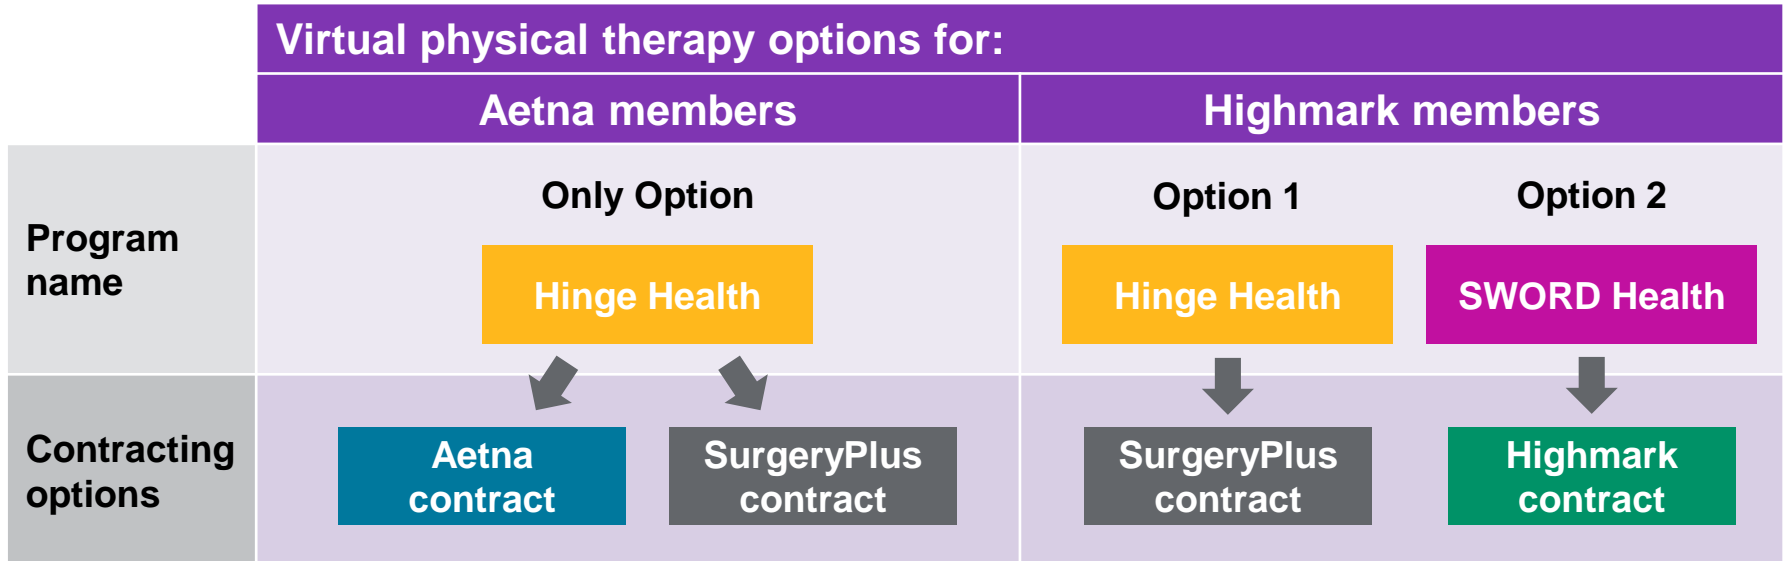 Virtual physical therapy options for:
Aetna members
Highmark members
Program
name
Only Option
Hinge Health
Option 1
Hinge Health
Option 2
SWORD Health
Contracting
options
Aetna
contract
SurgeryPlus
contract
SurgeryPlus
contract
Highmark
contract